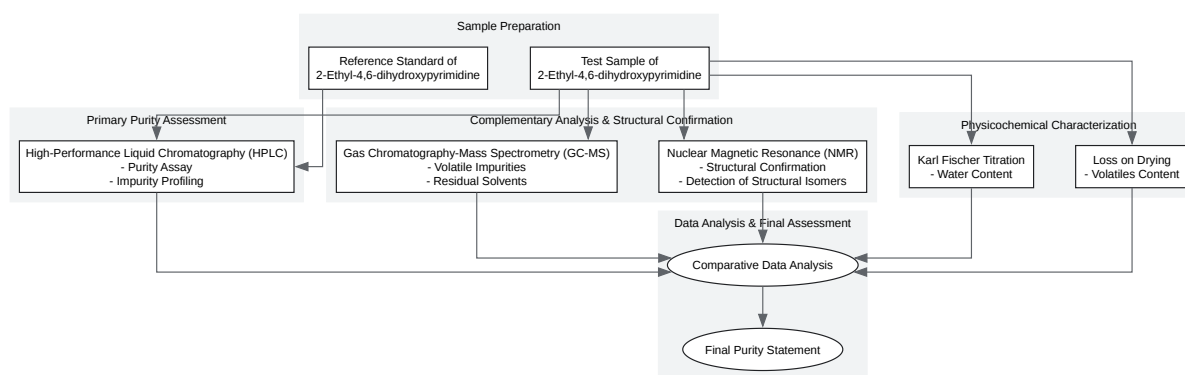 Sample Preparation
Reference Standard of
2-Ethyl-4,6-dihydroxypyrimidine
Test Sample of
2-Ethyl-4,6-dihydroxypyrimidine
Primary Purity Assessment
High-Performance Liquid Chromatography (HPLC)
- Purity Assay
- Impurity Profiling
Complementary Analysis & Structural Confirmation
Gas Chromatography-Mass Spectrometry (GC-MS)
- Volatile Impurities
- Residual Solvents
Nuclear Magnetic Resonance (NMR)
- Structural Confirmation
- Detection of Structural Isomers
Physicochemical Characterization
Karl Fischer Titration
- Water Content
Loss on Drying
- Volatiles Content
Data Analysis & Final Assessment
Comparative Data Analysis
Final Purity Statement